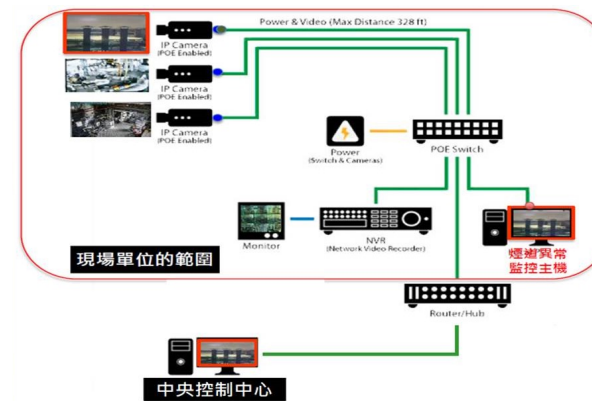 Power & Video (Max Distance 328 ft)
IP Camera
(POE Enabled)
IP Camera
(POE Enabled)
IP Camera
(POE Enabled)
Power
(Switch & Cameras)
POE Switch
Monitor
NVR
(Network Video Recorder)
煙道異常
監控主機
現場單位的範圍
Router/Hub
中央控制中心